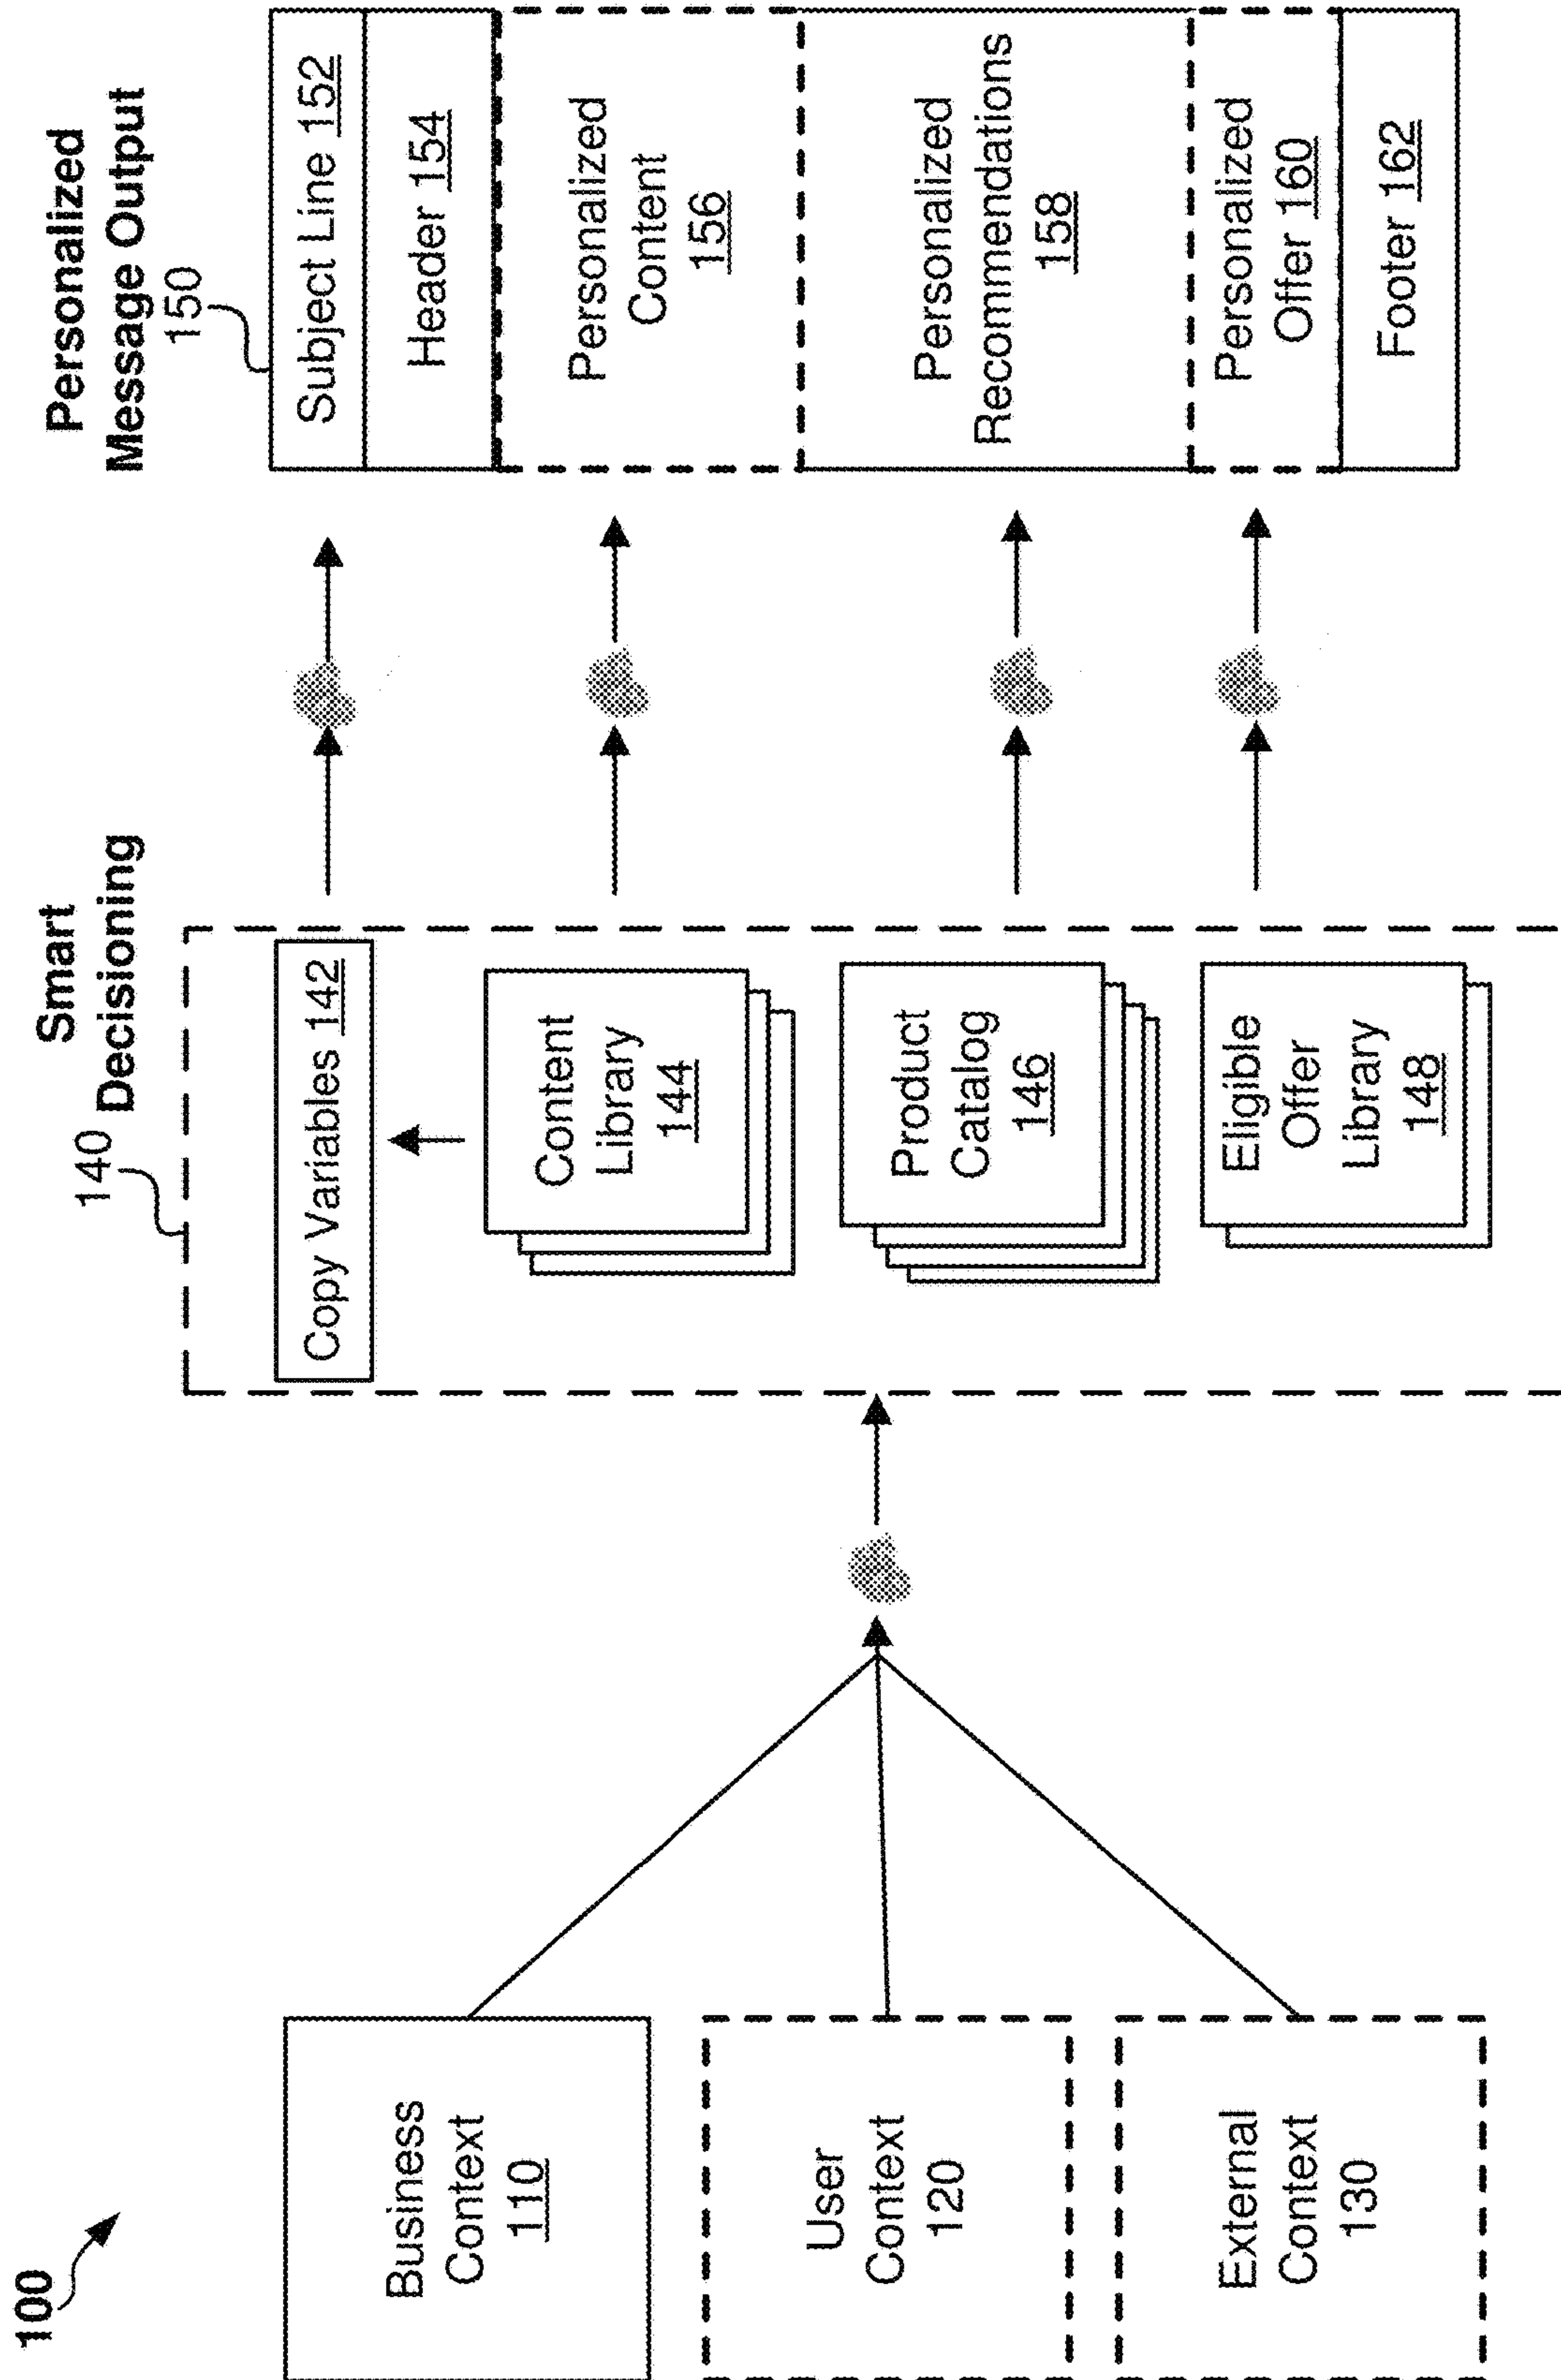 100
Business
Context
110
User
Context
120
External
Context
130
Smart
Decisioning
140
Copy Variables 142
Content
Library
144
Product
Catalog
146
Eligible
Offer
Library
148
Personalized
Message Output
150
Subject Line 152
Header 154
Personalized
Content
156
Personalized
Recommendations
158
Personalized
Offer 160
Footer 162